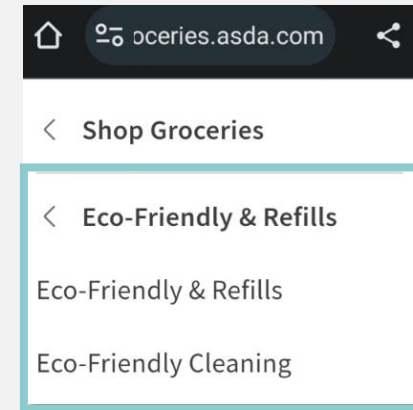 oceries.asda.com
Shop Groceries
Eco-Friendly & Refills
Eco-Friendly & Refills
Eco-Friendly Cleaning